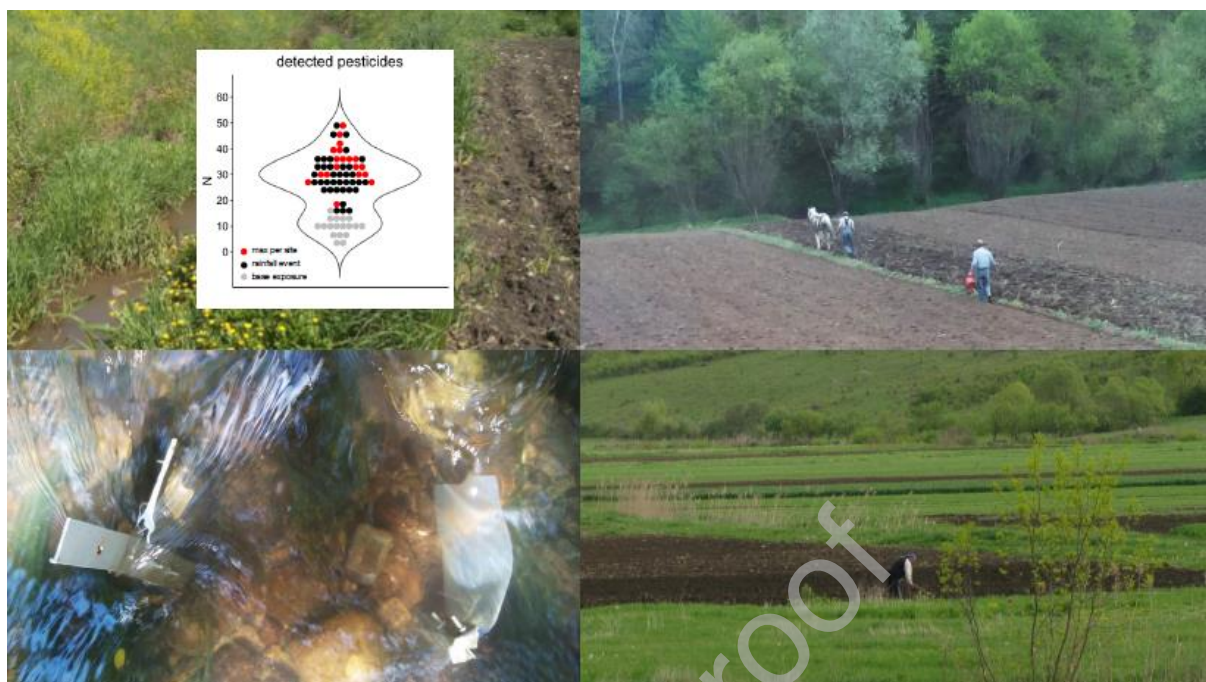 detected pesticides
60
50
40
N
30
20
10
0
max per site
rainfall event
base exposure
roof